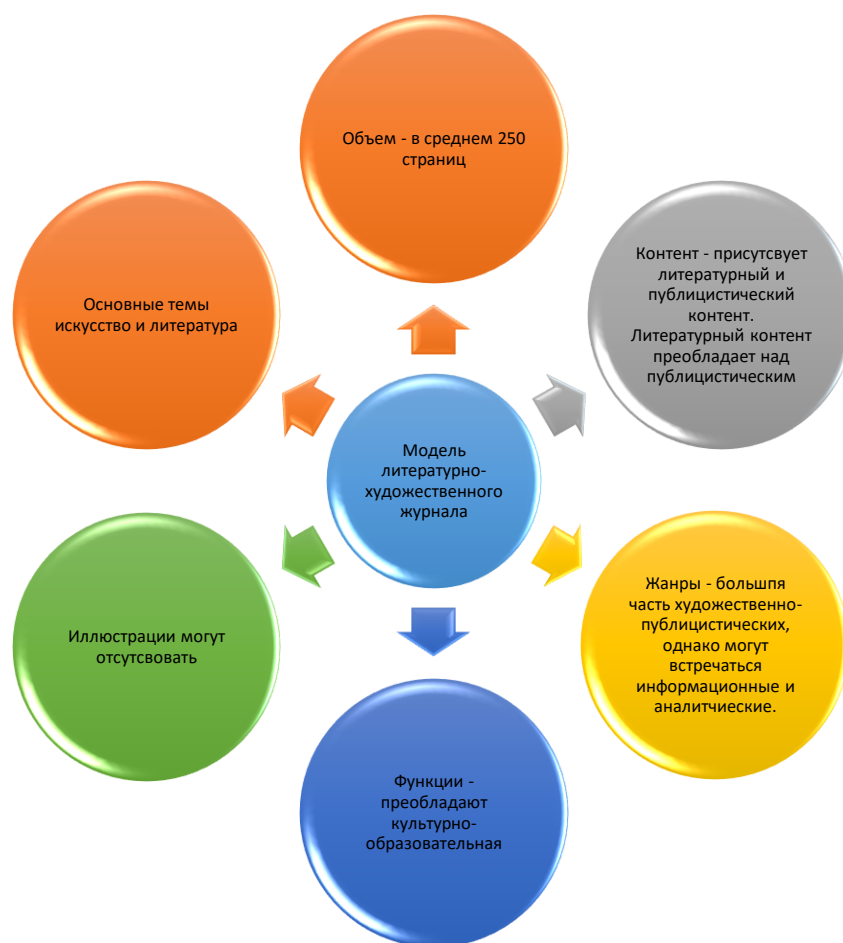 Объем - в среднем 250
страниц
Контент - присутсвует
литературный и
публицистический
контент.
Литературный контент
преобладает над
публицистическим
Основные темы
искусство и литература
Модель
литературно-
художественного
журнала
Жанры - большпя
часть художественно-
публицистических,
однако могут
встречаться
информационные и
аналитчиеские.
Иллюстрации могут
отсутсвовать
Функции -
преобладают
культурно-
образовательная